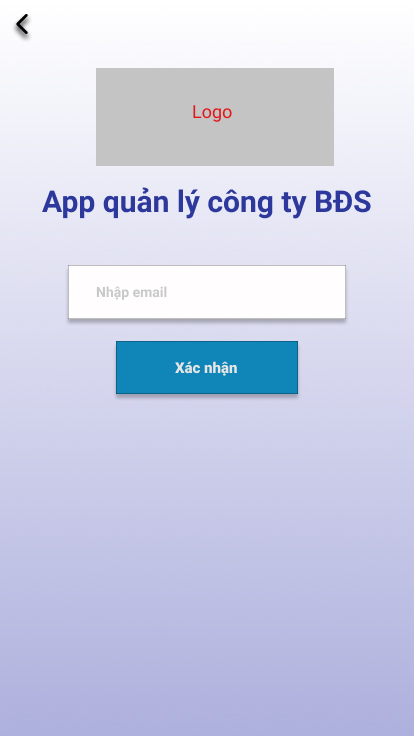 Logo
App quản lý công ty BĐS
Nhập email
Xác nhận